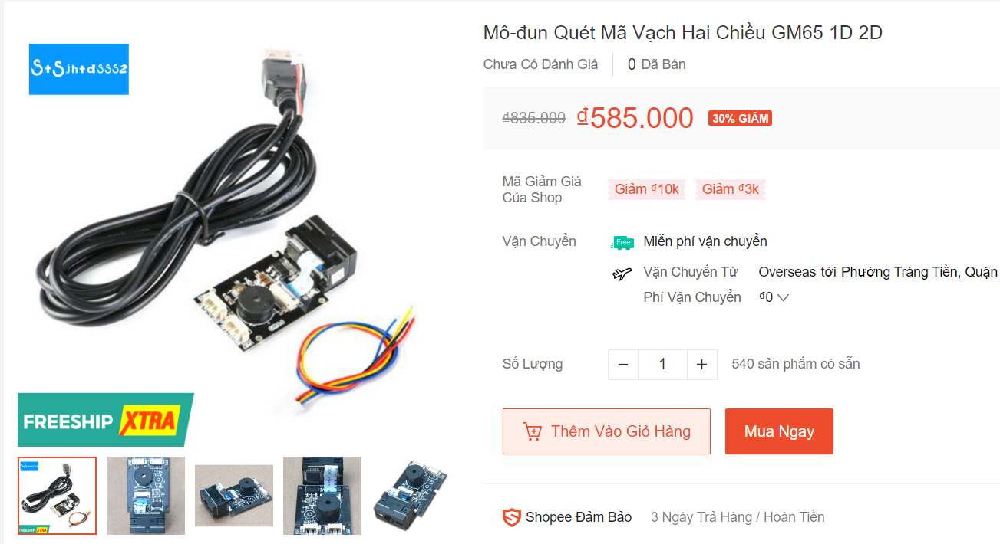 StSjhtdsss2
FREESHIP XTRA
Mô-đun Quét Mã Vạch Hai Chiều GM65 1D 2D
Chưa Có Đánh Giá
0 Đã Bán
₫835.000 ₫585.000 30% GIẢM
Mã Giảm Giá
Của Shop
Giảm ₫10k Giảm ₫3k
Vận Chuyển
Free Miễn phí vận chuyển
Vận Chuyển Từ Overseas tới Phường Tràng Tiền, Quận
Phí Vận Chuyển ₫0
Số Lượng
1
540 sản phẩm có sẵn
Thêm Vào Giỏ Hàng
Mua Ngay
Shopee Đảm Bảo 3 Ngày Trả Hàng / Hoàn Tiền